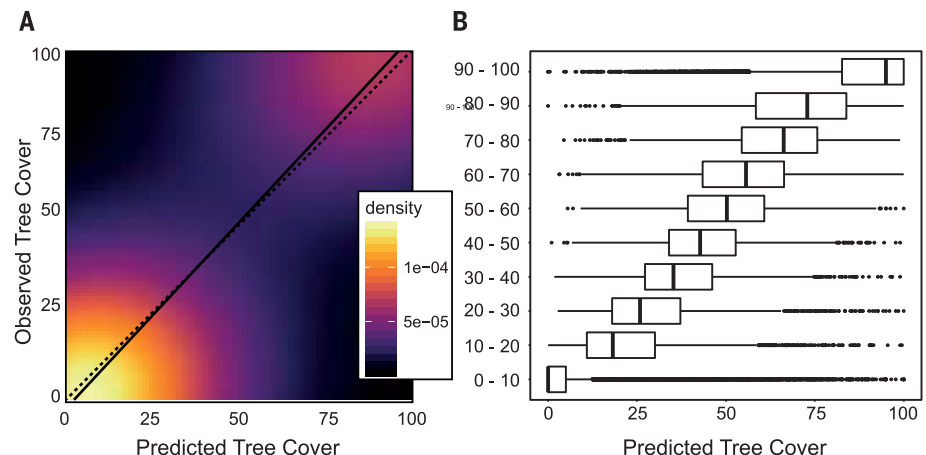 A
Observed Tree Cover
100
75
50
25
0
0 25 50 75 100
Predicted Tree Cover
density
1e−04
5e−05
B
90 - 100
80 - 90
70 - 80
60 - 70
50 - 60
40 - 50
30 - 40
20 - 30
10 - 20
0 - 10
0 25 50 75 100
Predicted Tree Cover